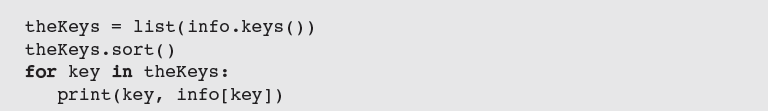 theKeys = list(info.keys())
theKeys.sort()
for key in theKeys:
    print(key, info[key])